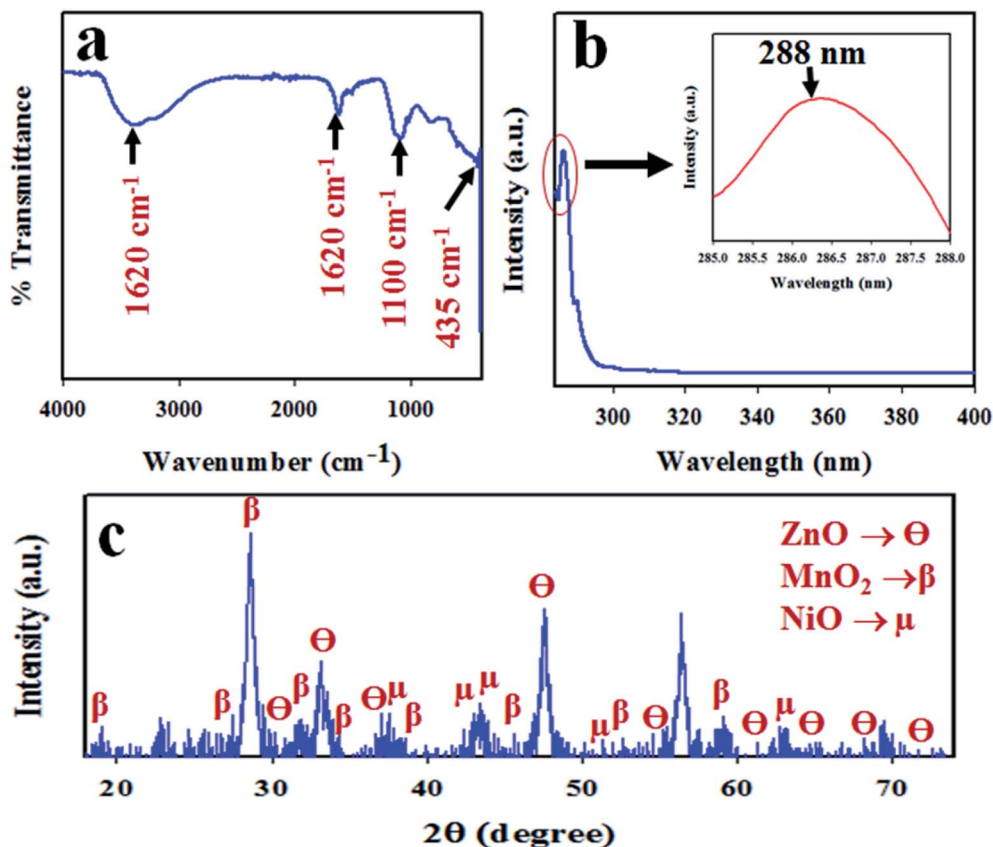 a
% Transmittance
1620 cm⁻¹
1620 cm⁻¹
1100 cm⁻¹
435 cm⁻¹
4000 3000 2000 1000
Wavenumber (cm⁻¹)
b
Intensity (a.u.)
288 nm
Intensity (a.u.)
285.0 285.5 286.0 286.5 287.0 287.5 288.0
Wavelength (nm)
300 320 340 360 380 400
Wavelength (nm)
c
Intensity (a.u.)
ZnO → ϴ
MnO₂ → β
NiO → μ
β β β ϴ β ϴ β ϴ μ β μ μ β ϴ μ β ϴ β ϴ μ ϴ ϴ ϴ
20 30 40 50 60 70
2ϴ (degree)